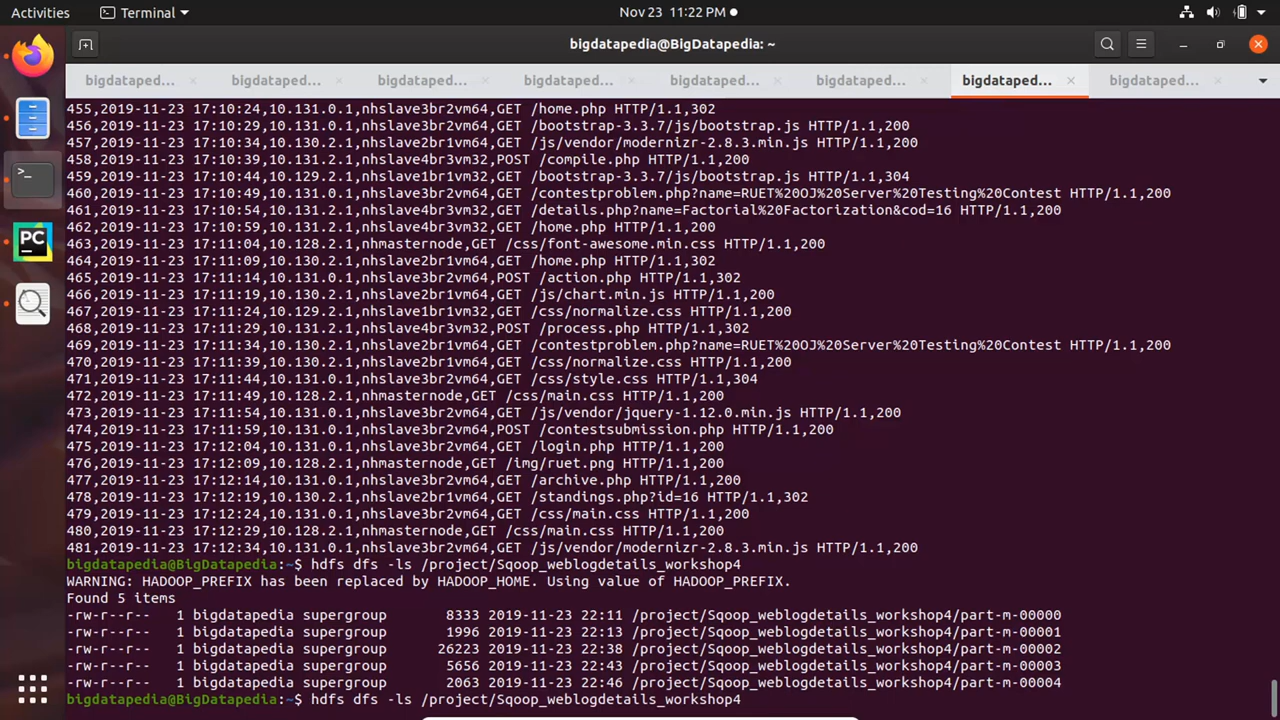 Activities
Terminal
Nov 23 11:22 PM
bigdatapedia@BigDatapedia: ~
bigdataped...
bigdataped...
bigdataped...
bigdataped...
bigdataped...
bigdataped...
bigdataped...
bigdataped...
455,2019-11-23 17:10:24,10.131.0.1,nhslave3br2vm64,GET /home.php HTTP/1.1,302
456,2019-11-23 17:10:29,10.131.0.1,nhslave3br2vm64,GET /bootstrap-3.3.7/js/bootstrap.js HTTP/1.1,200
457,2019-11-23 17:10:34,10.130.2.1,nhslave2br1vm64,GET /js/vendor/modernizr-2.8.3.min.js HTTP/1.1,200
458,2019-11-23 17:10:39,10.131.2.1,nhslave4br3vm32,POST /compile.php HTTP/1.1,200
459,2019-11-23 17:10:44,10.129.2.1,nhslave1br1vm32,GET /bootstrap-3.3.7/js/bootstrap.js HTTP/1.1,304
460,2019-11-23 17:10:49,10.131.0.1,nhslave3br2vm64,GET /contestproblem.php?name=RUET%20OJ%20Server%20Testing%20Contest HTTP/1.1,200
461,2019-11-23 17:10:54,10.131.2.1,nhslave4br3vm32,GET /details.php?name=Factorial%20Factorization&cod=16 HTTP/1.1,200
462,2019-11-23 17:10:59,10.131.2.1,nhslave4br3vm32,GET /home.php HTTP/1.1,200
463,2019-11-23 17:11:04,10.128.2.1,nhmasternode,GET /css/font-awesome.min.css HTTP/1.1,200
464,2019-11-23 17:11:09,10.130.2.1,nhslave2br1vm64,GET /home.php HTTP/1.1,302
465,2019-11-23 17:11:14,10.131.0.1,nhslave3br2vm64,POST /action.php HTTP/1.1,302
466,2019-11-23 17:11:19,10.130.2.1,nhslave2br1vm64,GET /js/chart.min.js HTTP/1.1,200
467,2019-11-23 17:11:24,10.129.2.1,nhslave1br1vm32,GET /css/normalize.css HTTP/1.1,200
468,2019-11-23 17:11:29,10.131.2.1,nhslave4br3vm32,POST /process.php HTTP/1.1,302
469,2019-11-23 17:11:34,10.130.2.1,nhslave2br1vm64,GET /contestproblem.php?name=RUET%20OJ%20Server%20Testing%20Contest HTTP/1.1,200
470,2019-11-23 17:11:39,10.130.2.1,nhslave2br1vm64,GET /css/normalize.css HTTP/1.1,200
471,2019-11-23 17:11:44,10.131.0.1,nhslave3br2vm64,GET /css/style.css HTTP/1.1,304
472,2019-11-23 17:11:49,10.128.2.1,nhmasternode,GET /css/main.css HTTP/1.1,200
473,2019-11-23 17:11:54,10.131.0.1,nhslave3br2vm64,GET /js/vendor/jquery-1.12.0.min.js HTTP/1.1,200
474,2019-11-23 17:11:59,10.131.0.1,nhslave3br2vm64,POST /contestsubmission.php HTTP/1.1,200
475,2019-11-23 17:12:04,10.131.0.1,nhslave3br2vm64,GET /login.php HTTP/1.1,200
476,2019-11-23 17:12:09,10.128.2.1,nhmasternode,GET /img/ruet.png HTTP/1.1,200
477,2019-11-23 17:12:14,10.131.0.1,nhslave3br2vm64,GET /archive.php HTTP/1.1,200
478,2019-11-23 17:12:19,10.130.2.1,nhslave2br1vm64,GET /standings.php?id=16 HTTP/1.1,302
479,2019-11-23 17:12:24,10.131.0.1,nhslave3br2vm64,GET /css/main.css HTTP/1.1,200
480,2019-11-23 17:12:29,10.128.2.1,nhmasternode,GET /css/main.css HTTP/1.1,200
481,2019-11-23 17:12:34,10.131.0.1,nhslave3br2vm64,GET /js/vendor/modernizr-2.8.3.min.js HTTP/1.1,200
bigdatapedia@BigDatapedia:~$ hdfs dfs -ls /project/Sqoop_weblogdetails_workshop4
WARNING: HADOOP_PREFIX has been replaced by HADOOP_HOME. Using value of HADOOP_PREFIX.
Found 5 items
-rw-r--r--   1 bigdatapedia supergroup       8333 2019-11-23 22:11 /project/Sqoop_weblogdetails_workshop4/part-m-00000
-rw-r--r--   1 bigdatapedia supergroup       1996 2019-11-23 22:13 /project/Sqoop_weblogdetails_workshop4/part-m-00001
-rw-r--r--   1 bigdatapedia supergroup      26223 2019-11-23 22:38 /project/Sqoop_weblogdetails_workshop4/part-m-00002
-rw-r--r--   1 bigdatapedia supergroup       5656 2019-11-23 22:43 /project/Sqoop_weblogdetails_workshop4/part-m-00003
-rw-r--r--   1 bigdatapedia supergroup       2063 2019-11-23 22:46 /project/Sqoop_weblogdetails_workshop4/part-m-00004
bigdatapedia@BigDatapedia:~$ hdfs dfs -ls /project/Sqoop_weblogdetails_workshop4
PC